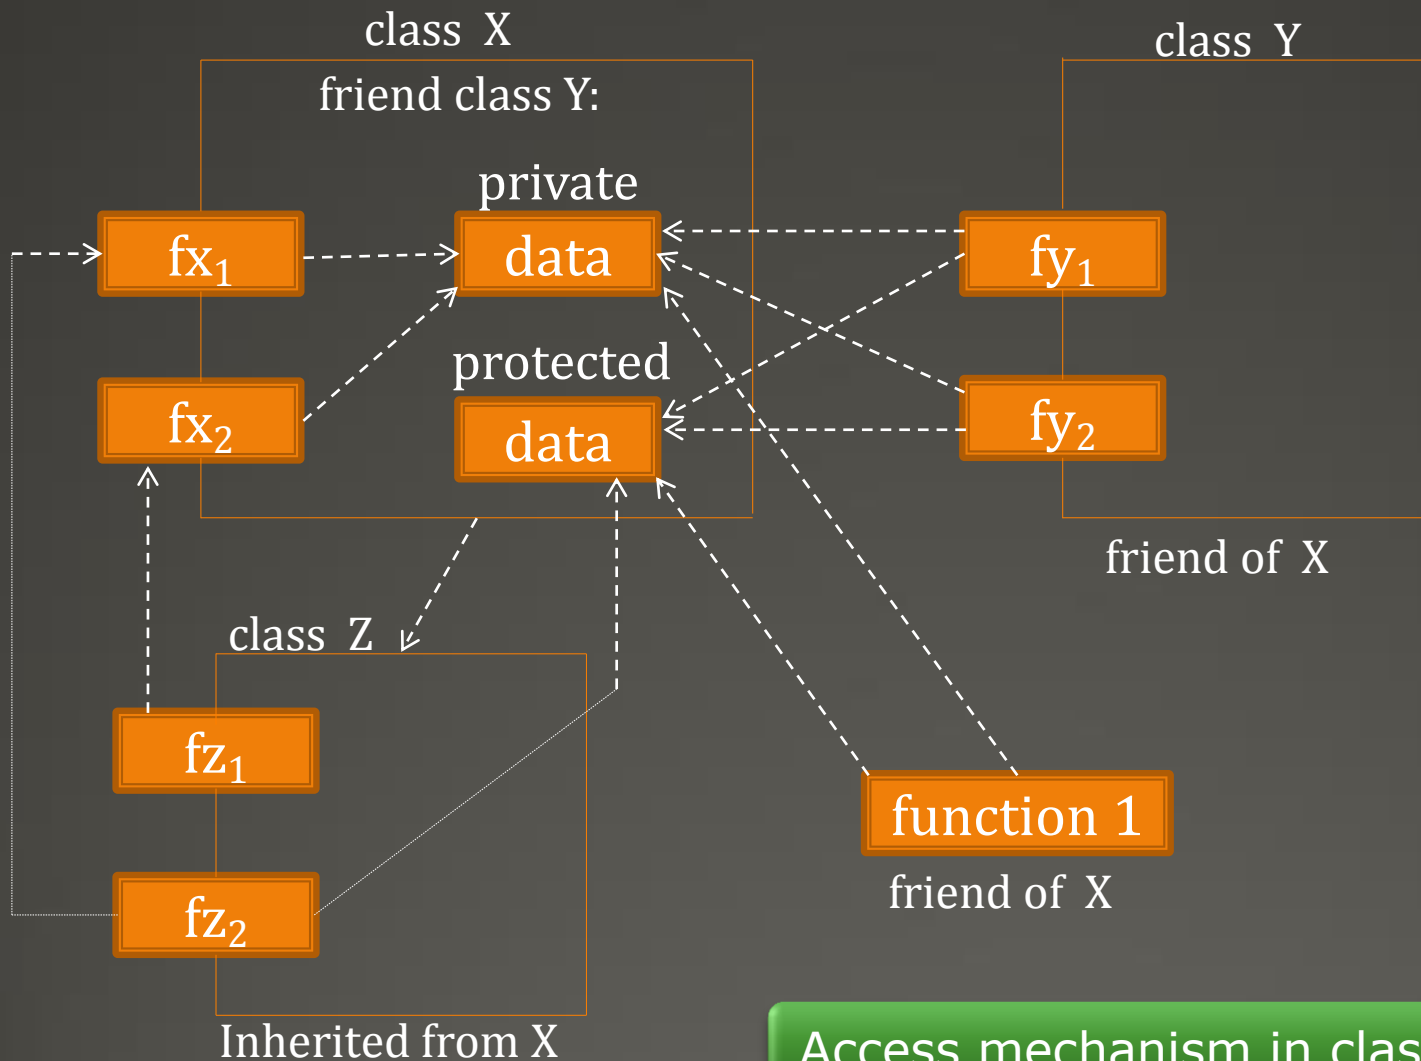 class X
friend class Y:
private
fx₁
data
protected
fx₂
data
class Y
fy₁
fy₂
friend of X
class Z
fz₁
fz₂
Inherited from X
function 1
friend of X
Access mechanism in clas